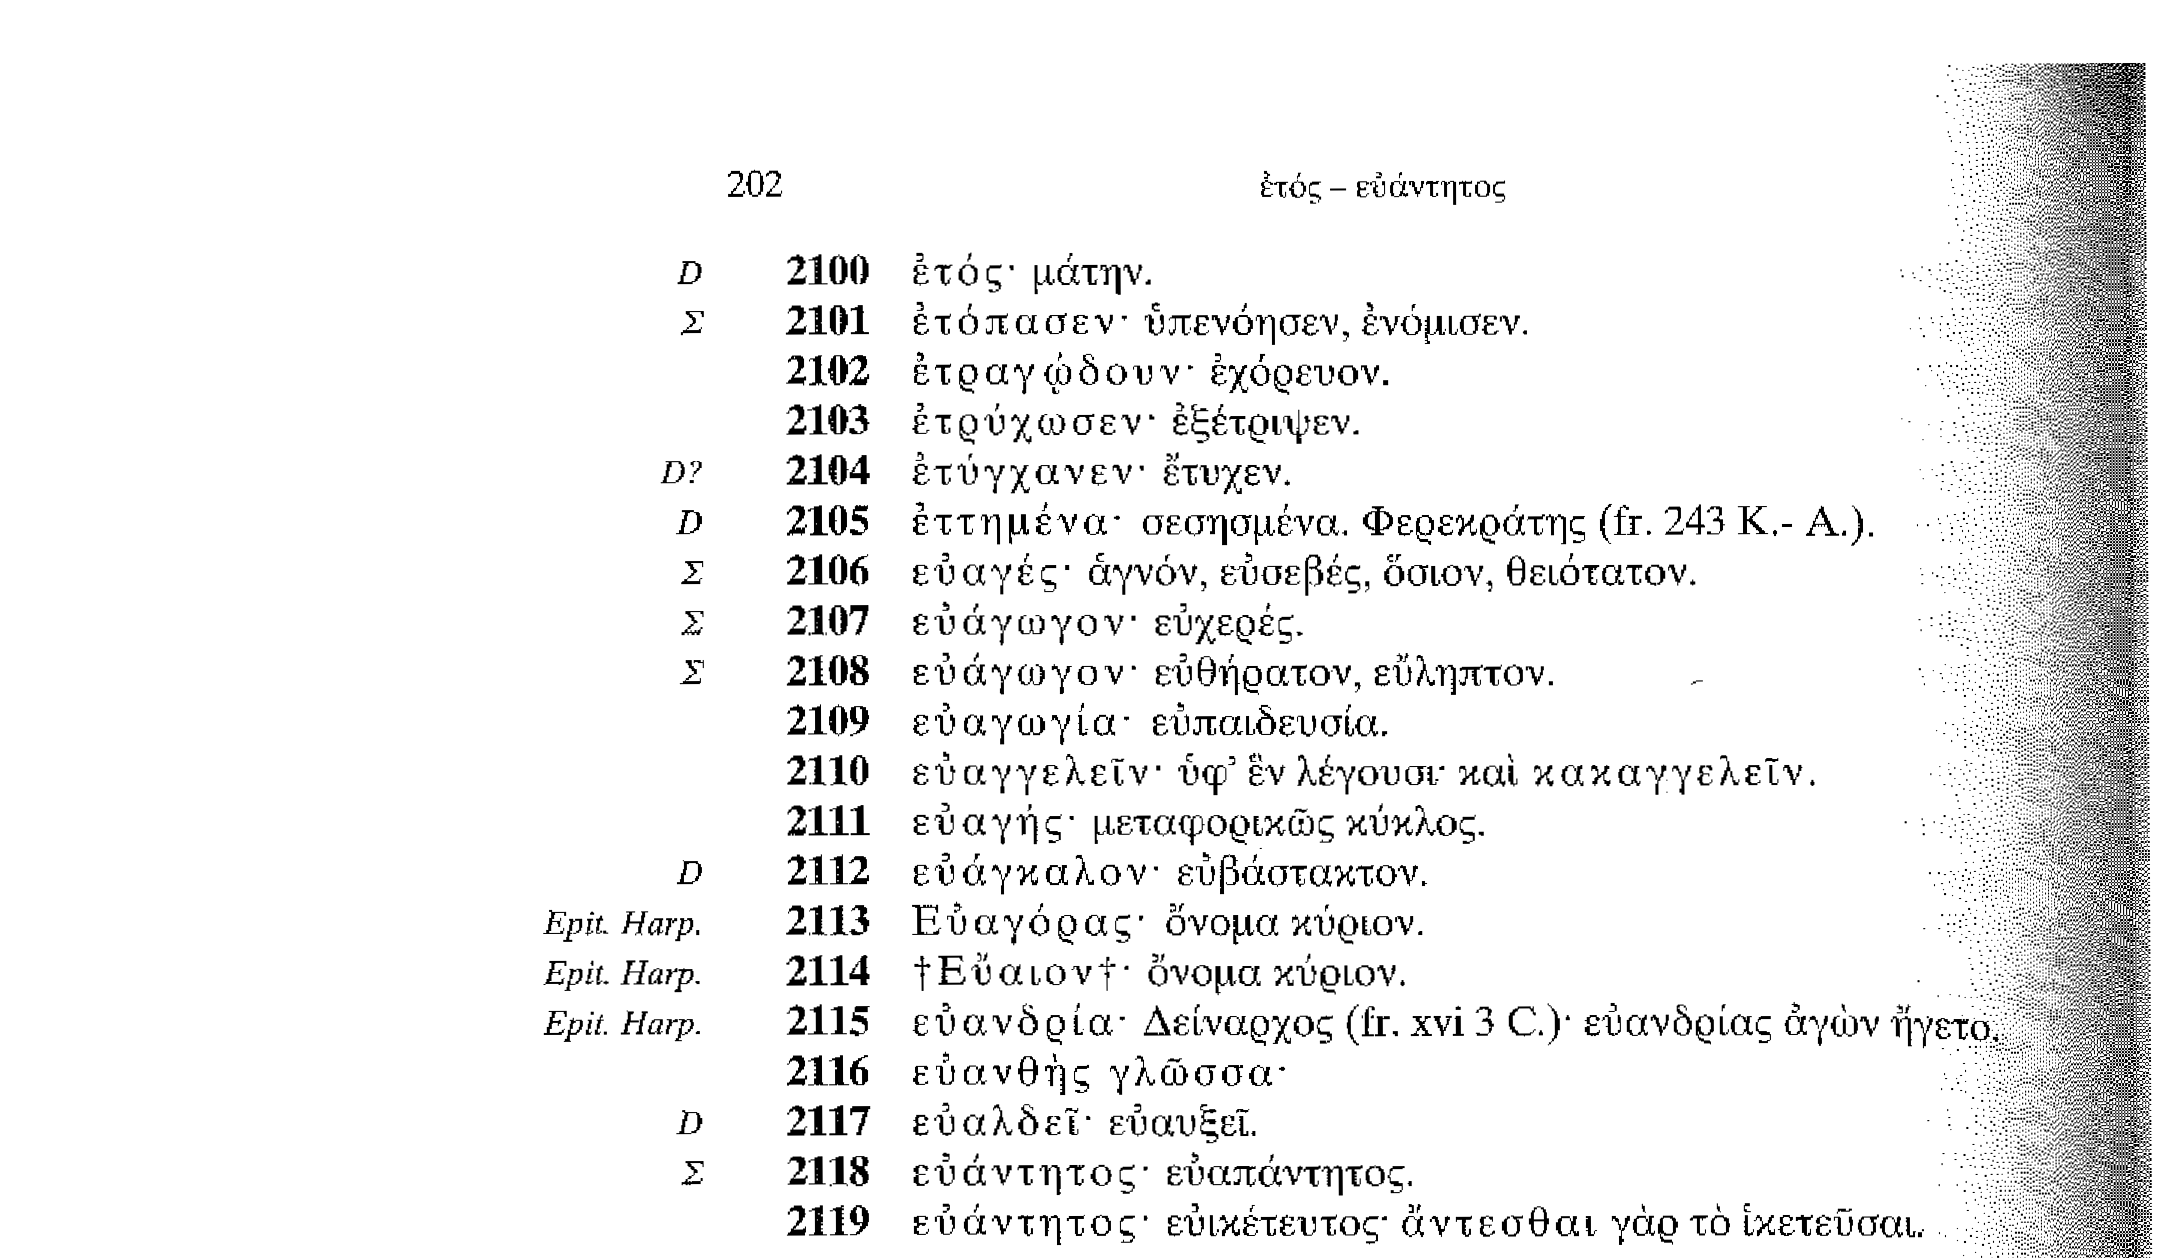 202 ἐτός – εὐάντητος
D 2100 ἐτός· μάτην.
Σ 2101 ἐτόπασεν· ὑπενόησεν, ἐνόμισεν.
2102 ἐτραγῴδουν· ἐχόρευον.
2103 ἐτρύχωσεν· ἐξέτριψεν.
D? 2104 ἐτύγχανεν· ἔτυχεν.
D 2105 ἐττημένα· σεσησμένα. Φερεκράτης (fr. 243 K.- A.).
Σ 2106 εὐαγές· ἁγνόν, εὐσεβές, ὅσιον, θειότατον.
Σ 2107 εὐάγωγον· εὐχερές.
Σ 2108 εὐάγωγον· εὐθήρατον, εὔληπτον.
2109 εὐαγωγία· εὐπαιδευσία.
2110 εὐαγγελεῖν· ὑφ’ ἓν λέγουσι· καὶ κακαγγελεῖν.
2111 εὐαγής· μεταφορικῶς κύκλος.
D 2112 εὐάγκαλον· εὐβάστακτον.
Epit. Harp. 2113 Εὐαγόρας· ὄνομα κύριον.
Epit. Harp. 2114 †Εὔαιον†· ὄνομα κύριον.
Epit. Harp. 2115 εὐανδρία· Δείναρχος (fr. xvi 3 C.)· εὐανδρίας ἀγὼν ἤγετο.
2116 εὐανθὴς γλῶσσα·
D 2117 εὐαλδεῖ· εὐαυξεῖ.
Σ 2118 εὐάντητος· εὐαπάντητος.
2119 εὐάντητος· εὐικέτευτος· ἄντεσθαι γὰρ τὸ ἱκετεῦσαι.